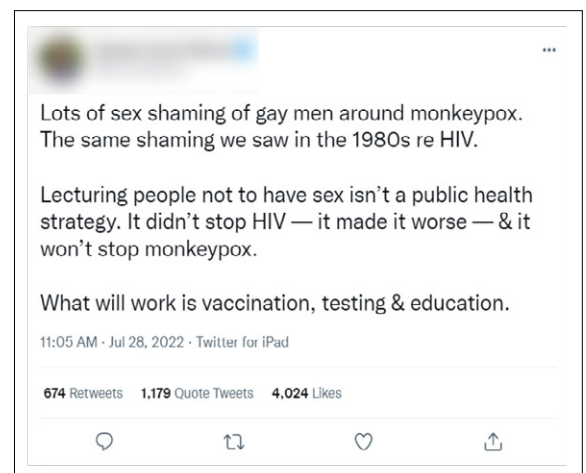 Lots of sex shaming of gay men around monkeypox.
The same shaming we saw in the 1980s re HIV.
Lecturing people not to have sex isn’t a public health
strategy. It didn’t stop HIV — it made it worse — & it
won’t stop monkeypox.
What will work is vaccination, testing & education.
11:05 AM · Jul 28, 2022 · Twitter for iPad
674 Retweets 1,179 Quote Tweets 4,024 Likes